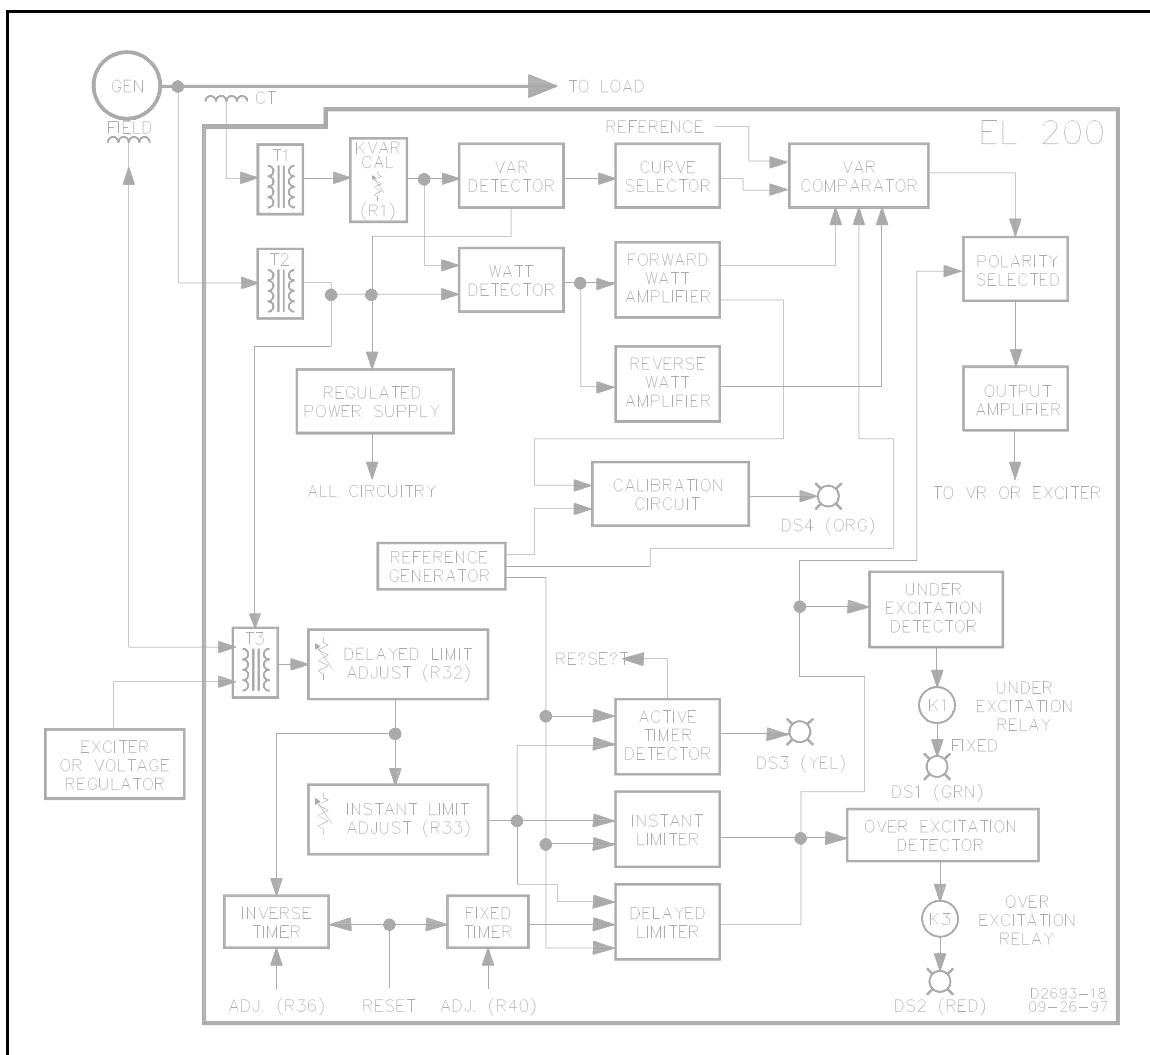 GEN
TO LOAD
CT
FIELD
REFERENCE
EL 200
T1
KVAR
CAL
(R1)
VAR
DETECTOR
CURVE
SELECTOR
VAR
COMPARATOR
T2
WATT
DETECTOR
FORWARD
WATT
AMPLIFIER
POLARITY
SELECTED
REVERSE
WATT
AMPLIFIER
REGULATED
POWER SUPPLY
OUTPUT
AMPLIFIER
ALL CIRCUITRY
CALIBRATION
CIRCUIT
DS4 (ORG)
TO VR OR EXCITER
REFERENCE
GENERATOR
UNDER
EXCITATION
DETECTOR
T3
DELAYED LIMIT
ADJUST (R32)
RE?SE?T
K1
UNDER
EXCITATION
RELAY
ACTIVE
TIMER
DETECTOR
DS3 (YEL)
FIXED
DS1 (GRN)
EXCITER
OR VOLTAGE
REGULATOR
INSTANT LIMIT
ADJUST (R33)
INSTANT
LIMITER
OVER EXCITATION
DETECTOR
INVERSE
TIMER
FIXED
TIMER
DELAYED
LIMITER
K3
OVER
EXCITATION
RELAY
ADJ. (R36)
RESET
ADJ. (R40)
DS2 (RED)
D2693-18
09-26-97